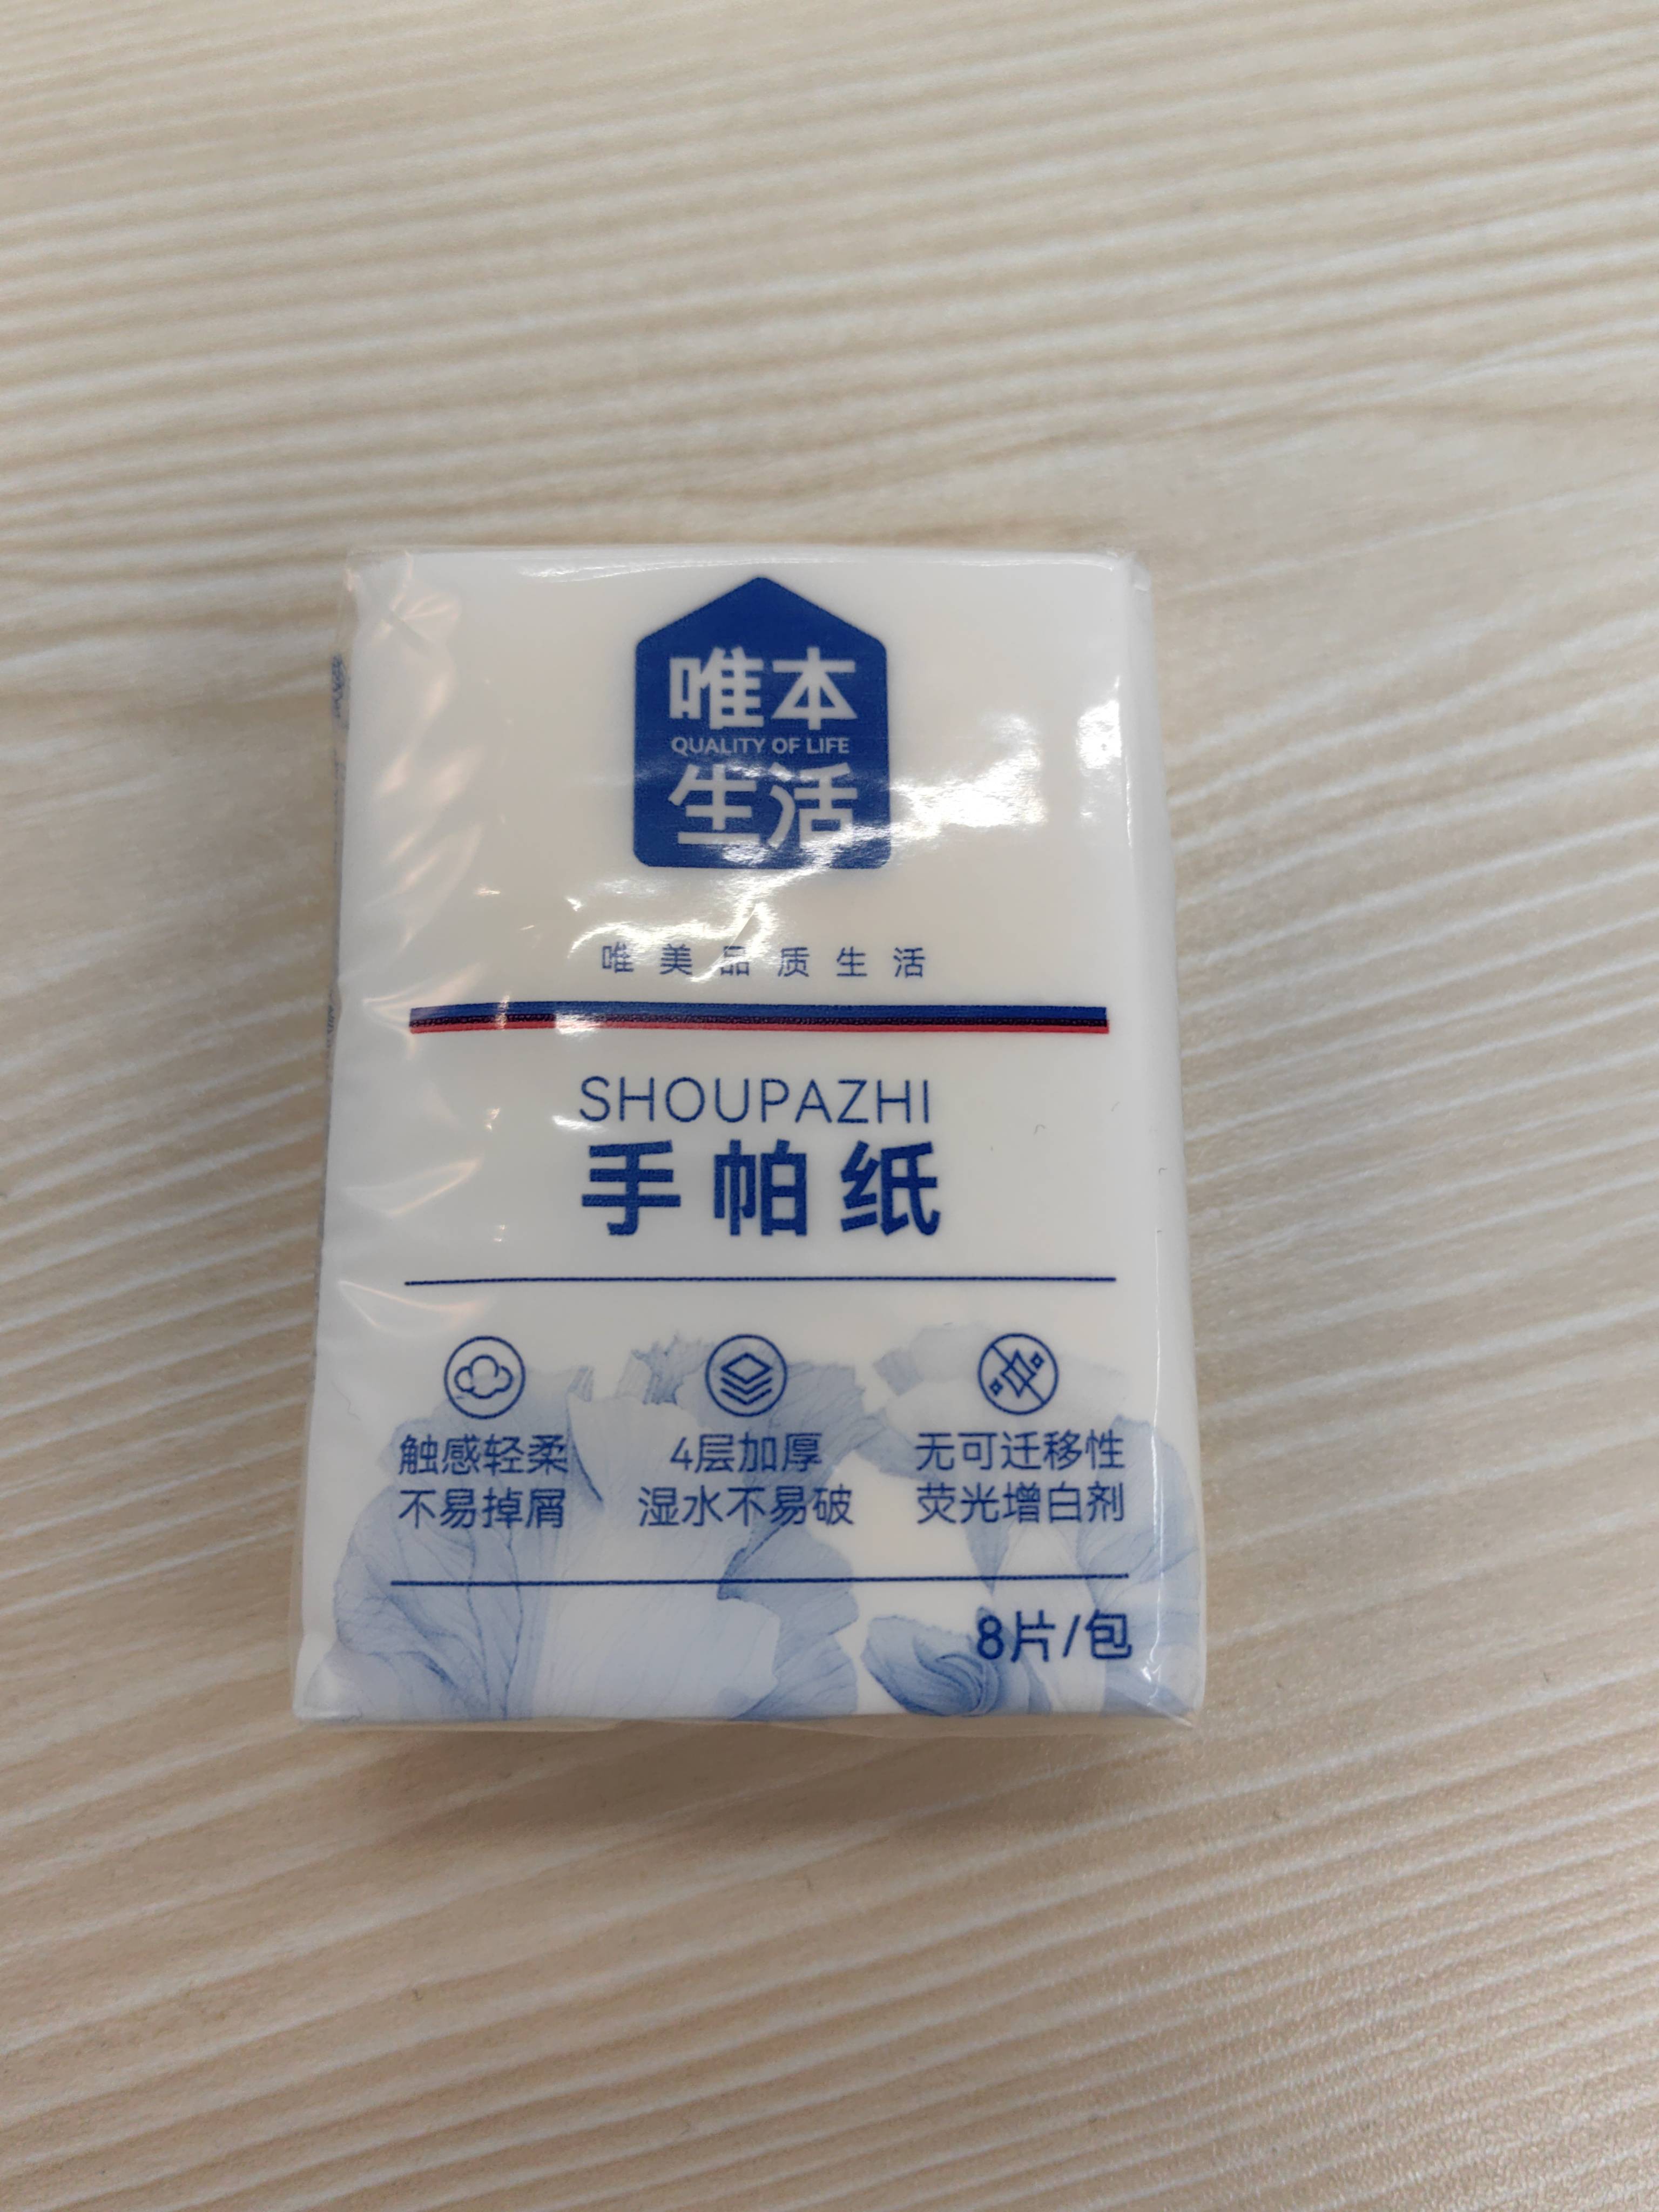 唯本
QUALITY OF LIFE
生活
唯美品质生活
SHOUPAZHI
手帕纸
触感轻柔
不易掉屑
4层加厚
湿水不易破
无可迁移性
荧光增白剂
8片/包